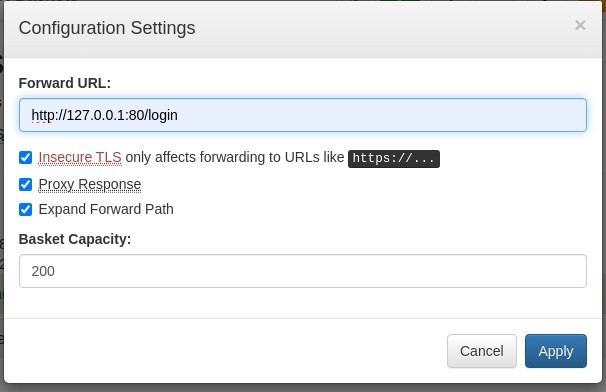 Configuration Settings ×
Forward URL:
http://127.0.0.1:80/login
Insecure TLS only affects forwarding to URLs like https://...
Proxy Response
Expand Forward Path
Basket Capacity:
200
Cancel Apply